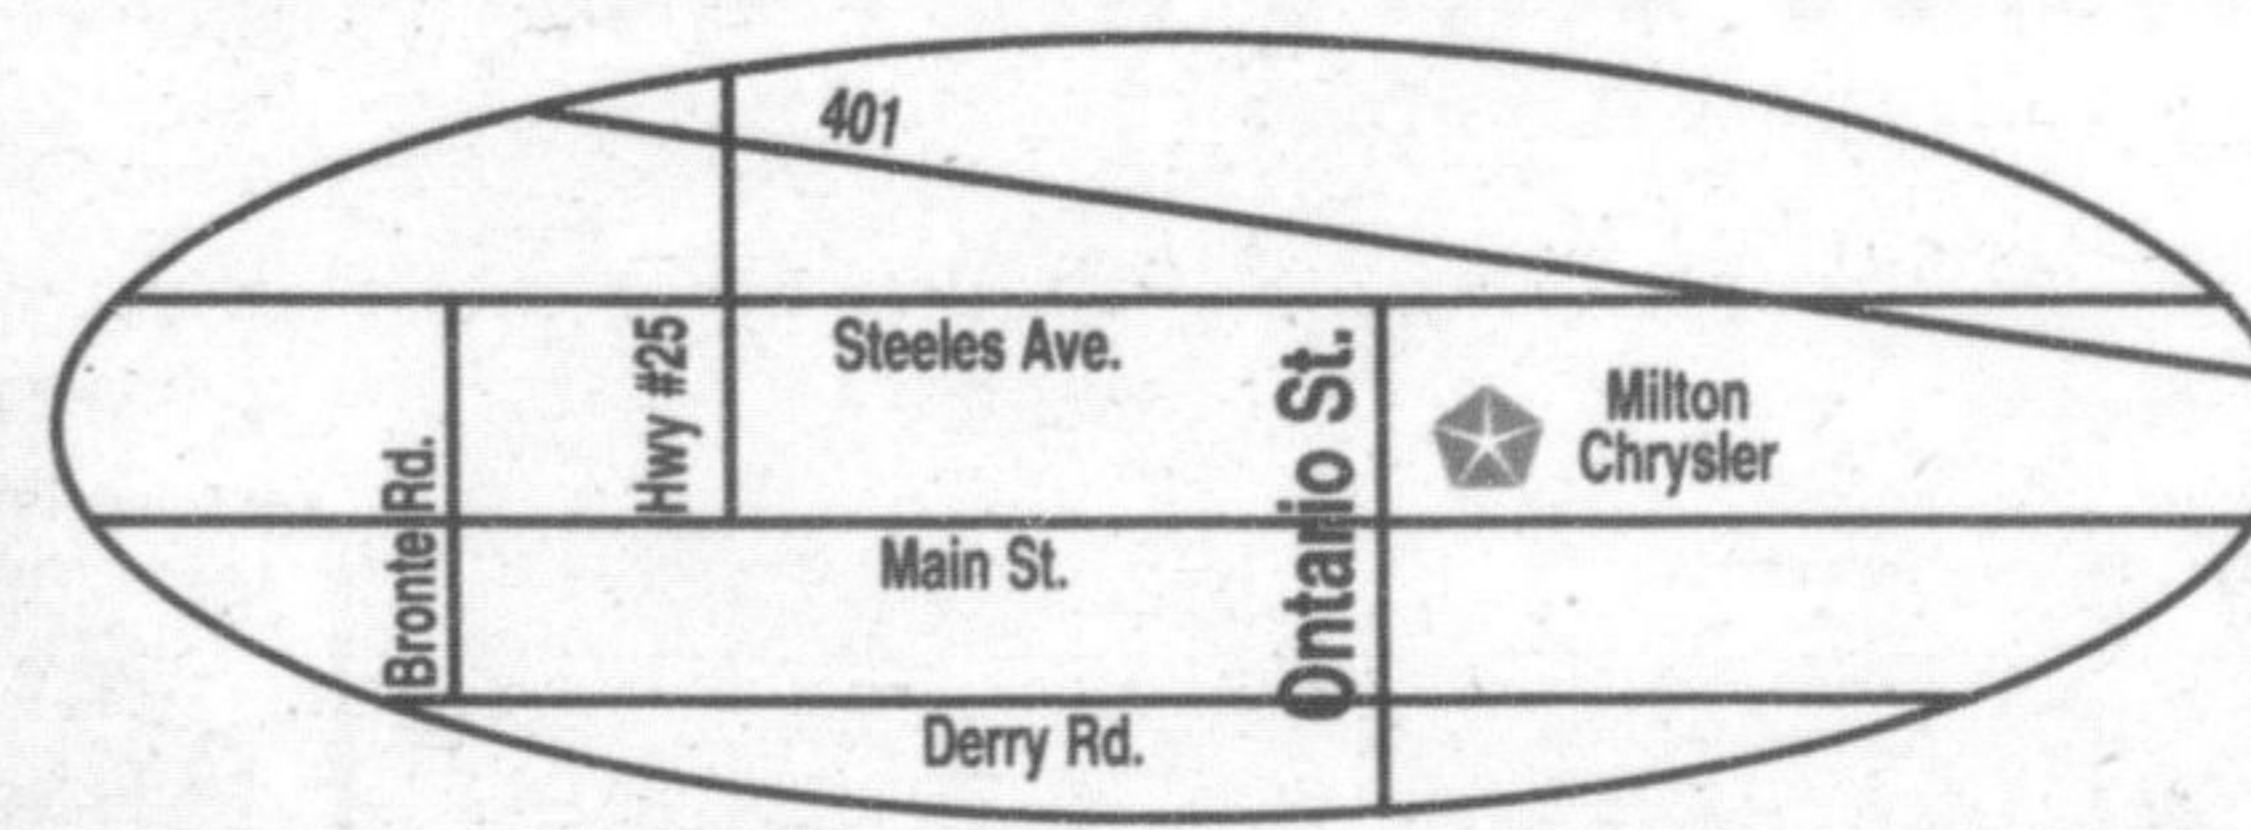 401
Steeles Ave.
Hwy #25
Ontario St.
Milton
Chrysler
Bronte Rd.
Main St.
Derry Rd.